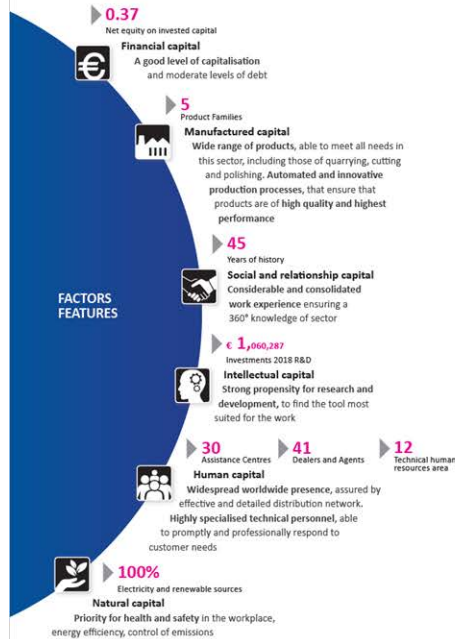 0.37
Net equity on invested capital
Financial capital
A good level of capitalisation
and moderate levels of debt
5
Product Families
Manufactured capital
Wide range of products, able to meet all needs in
this sector, including those of quarrying, cutting
and polishing. Automated and innovative
production processes, that ensure that
products are of high quality and highest
performance
45
Years of history
Social and relationship capital
Considerable and consolidated
work experience ensuring a
360° knowledge of sector
FACTORS
FEATURES
€ 1,060,287
Investments 2018 R&D
Intellectual capital
Strong propensity for research and
development, to find the tool most
suited for the work
30 41 12
Assistance Centres Dealers and Agents Technical human
resources area
Human capital
Widespread worldwide presence, assured by
effective and detailed distribution network.
Highly specialised technical personnel, able
to promptly and professionally respond to
customer needs
100%
Electricity and renewable sources
Natural capital
Priority for health and safety in the workplace,
energy efficiency, control of emissions